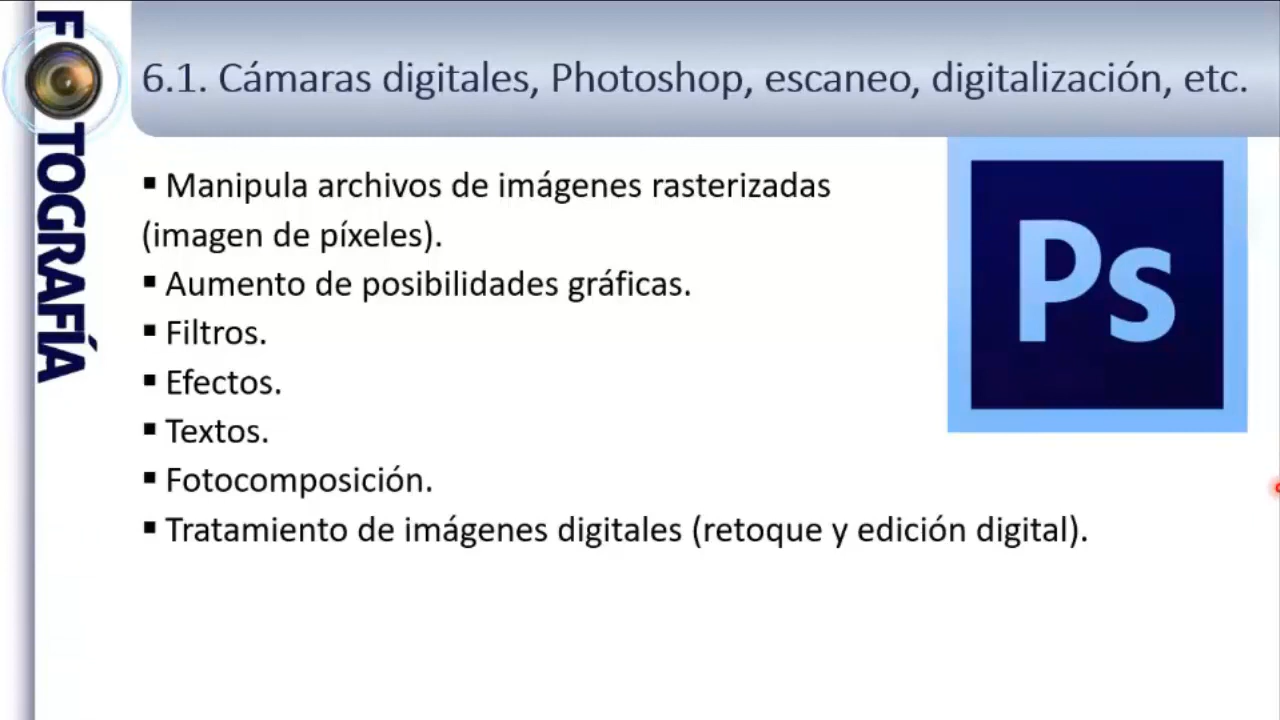 FOTOGRAFÍA
6.1. Cámaras digitales, Photoshop, escaneo, digitalización, etc.
▪ Manipula archivos de imágenes rasterizadas
(imagen de píxeles).
▪ Aumento de posibilidades gráficas.
▪ Filtros.
▪ Efectos.
▪ Textos.
▪ Fotocomposición.
▪ Tratamiento de imágenes digitales (retoque y edición digital).
Ps